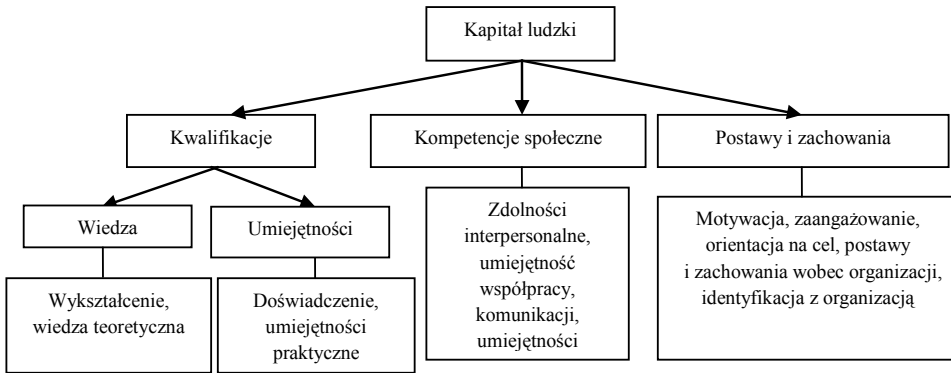 Kapitał ludzki
Kwalifikacje
Kompetencje społeczne
Postawy i zachowania
Wiedza
Umiejętności
Wykształcenie,
wiedza teoretyczna
Doświadczenie,
umiejętności
praktyczne
Zdolności
interpersonalne,
umiejętność
współpracy,
komunikacji,
umiejętności
Motywacja, zaangażowanie,
orientacja na cel, postawy
i zachowania wobec organizacji,
identyfikacja z organizacją